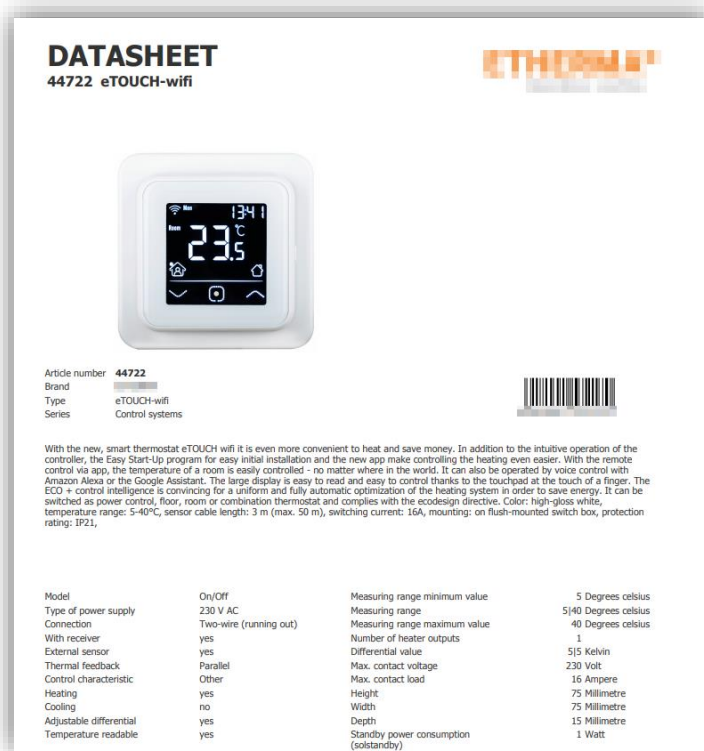 DATASHEET
44722 eTOUCH-wifi
Man 13:41
Room 23.5 °C
Article number 44722
Brand
Type eTOUCH-wifi
Series Control systems
With the new, smart thermostat eTOUCH wifi it is even more convenient to heat and save money. In addition to the intuitive operation of the
controller, the Easy Start-Up program for easy initial installation and the new app make controlling the heating even easier. With the remote
control via app, the temperature of a room is easily controlled - no matter where in the world. It can also be operated by voice control with
Amazon Alexa or the Google Assistant. The large display is easy to read and easy to control thanks to the touchpad at the touch of a finger. The
ECO + control intelligence is convincing for a uniform and fully automatic optimization of the heating system in order to save energy. It can be
switched as power control, floor, room or combination thermostat and complies with the ecodesign directive. Color: high-gloss white,
temperature range: 5-40°C, sensor cable length: 3 m (max. 50 m), switching current: 16A, mounting: on flush-mounted switch box, protection
rating: IP21,
Model On/Off Measuring range minimum value 5 Degrees celsius
Type of power supply 230 V AC Measuring range 5|40 Degrees celsius
Connection Two-wire (running out) Measuring range maximum value 40 Degrees celsius
With receiver yes Number of heater outputs 1
External sensor yes Differential value 5|5 Kelvin
Thermal feedback Parallel Max. contact voltage 230 Volt
Control characteristic Other Max. contact load 16 Ampere
Heating yes Height 75 Millimetre
Cooling no Width 75 Millimetre
Adjustable differential yes Depth 15 Millimetre
Temperature readable yes Standby power consumption 1 Watt
(solstandby)